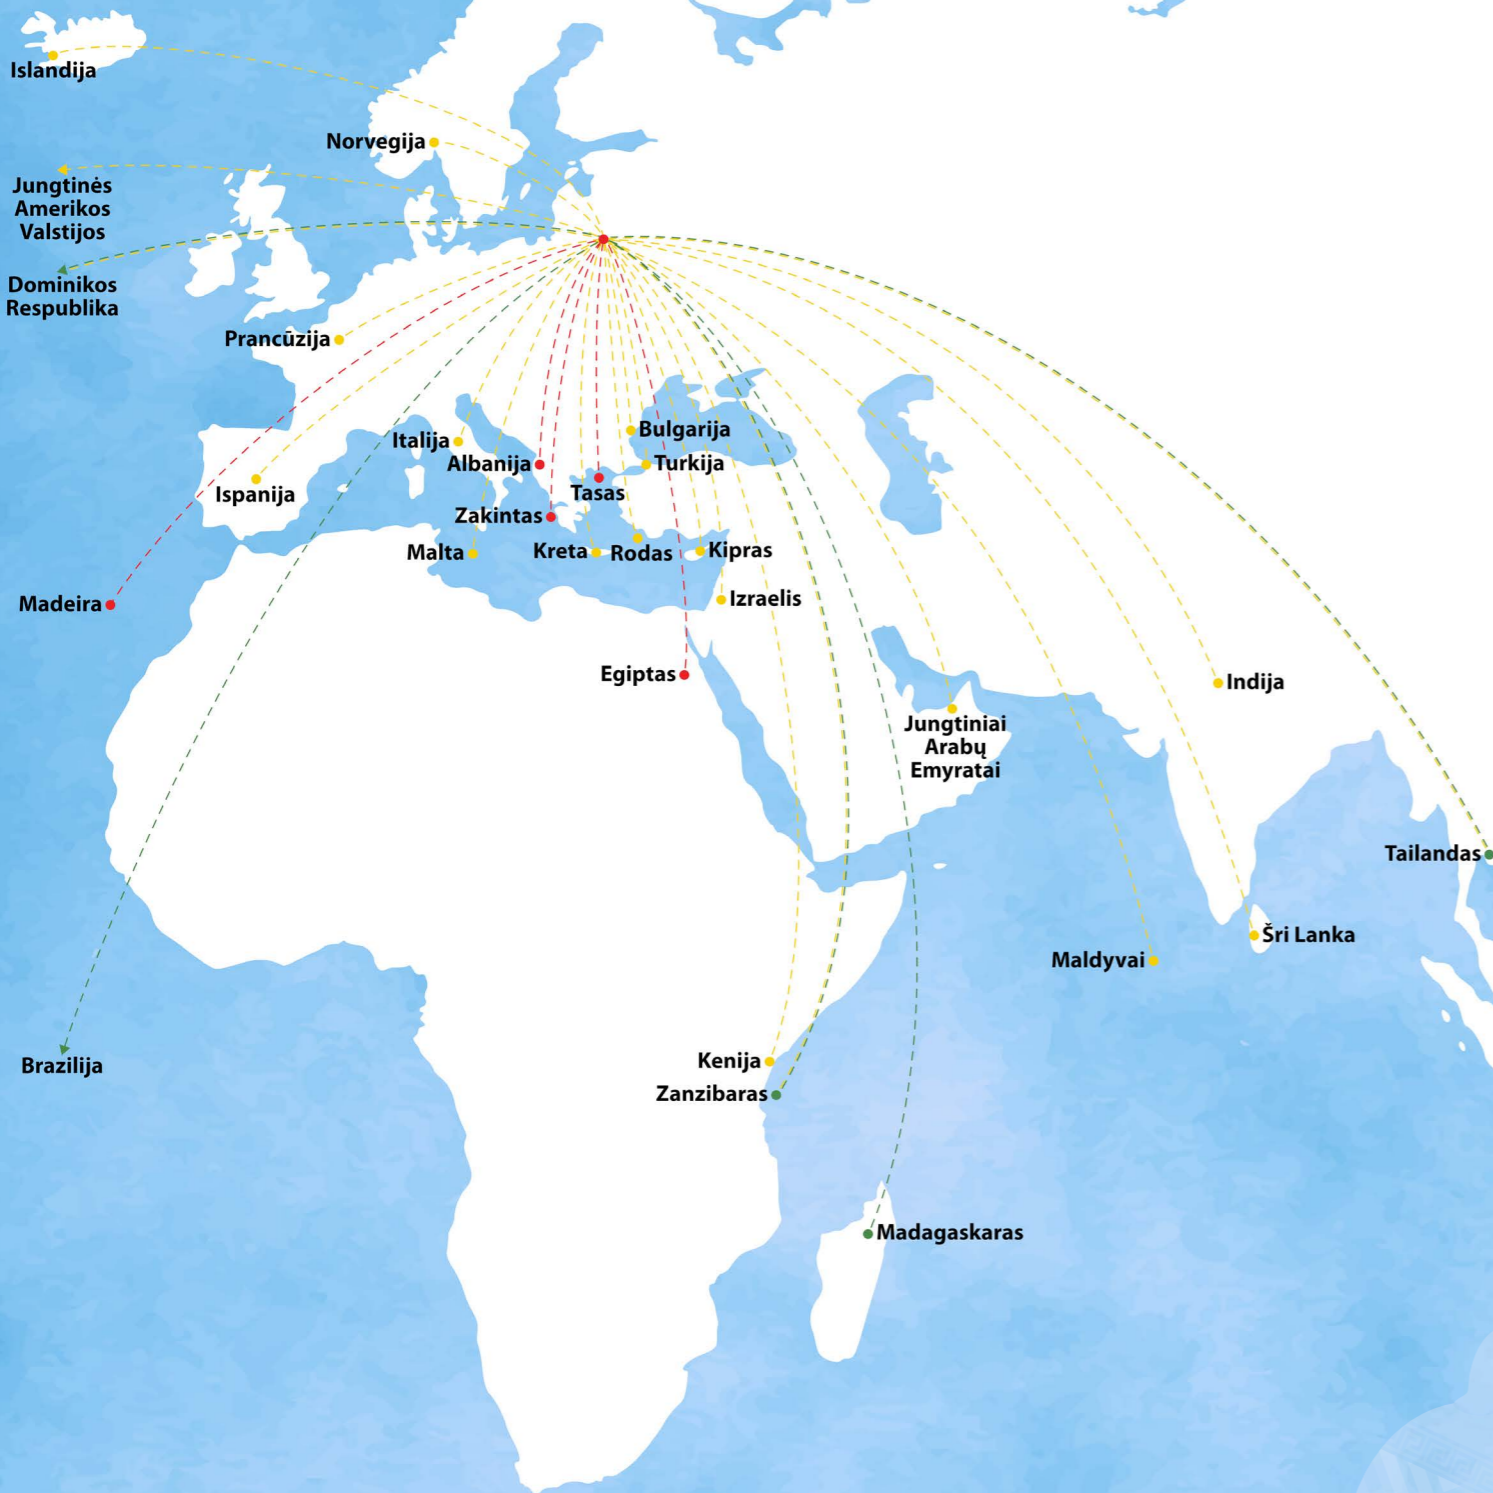 Islandija
Norvegija
Jungtinės
Amerikos
Valstijos
Dominikos
Respublika
Prancūzija
Bulgarija
Italija
Albanija
Turkija
Ispanija
Tasas
Zakintas
Malta
Kreta
Rodas
Kipras
Madeira
Izraelis
Egiptas
Indija
Jungtiniai
Arabų
Emyratai
Tailandas
Šri Lanka
Maldyvai
Kenija
Brazilija
Zanzibaras
Madagaskaras